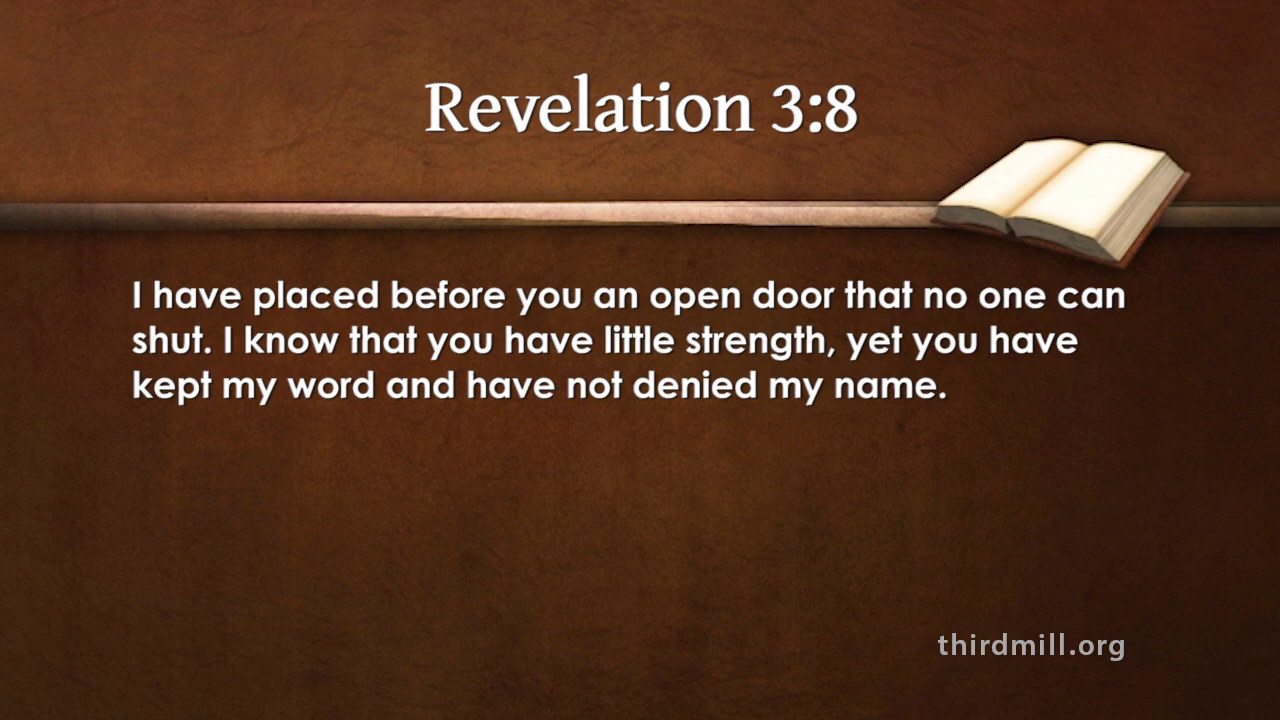 Revelation 3:8
I have placed before you an open door that no one can
shut. I know that you have little strength, yet you have
kept my word and have not denied my name.
thirdmill.org